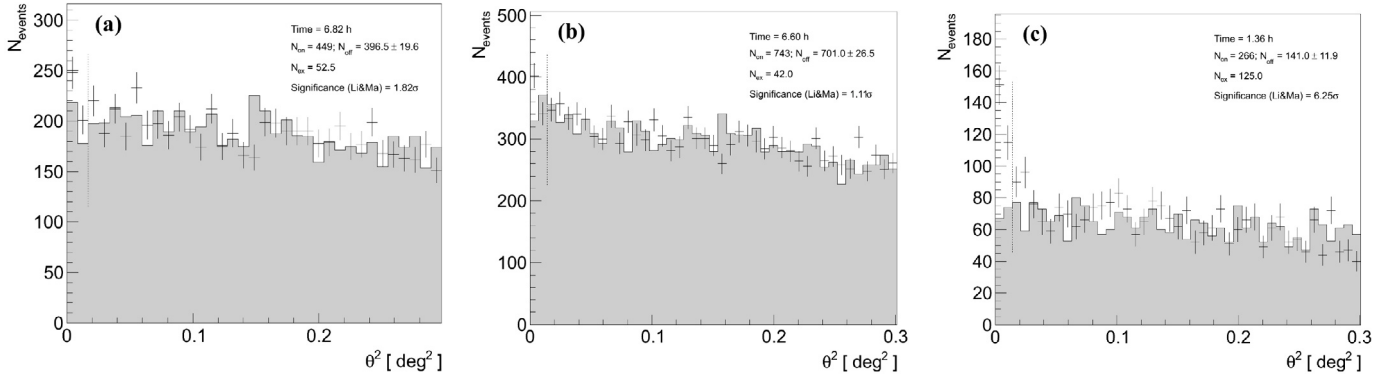 (a)
Time = 6.82 h
N_on = 449; N_off = 396.5 ± 19.6
N_ex = 52.5
Significance (Li&Ma) = 1.82σ
N_events
300
250
200
150
100
50
0
0 0.1 0.2
θ² [ deg² ]
(b)
Time = 6.60 h
N_on = 743; N_off = 701.0 ± 26.5
N_ex = 42.0
Significance (Li&Ma) = 1.11σ
N_events
500
400
300
200
100
0
0 0.1 0.2 0.3
θ² [ deg² ]
(c)
Time = 1.36 h
N_on = 266; N_off = 141.0 ± 11.9
N_ex = 125.0
Significance (Li&Ma) = 6.25σ
N_events
180
160
140
120
100
80
60
40
20
0
0 0.1 0.2 0.3
θ² [ deg² ]